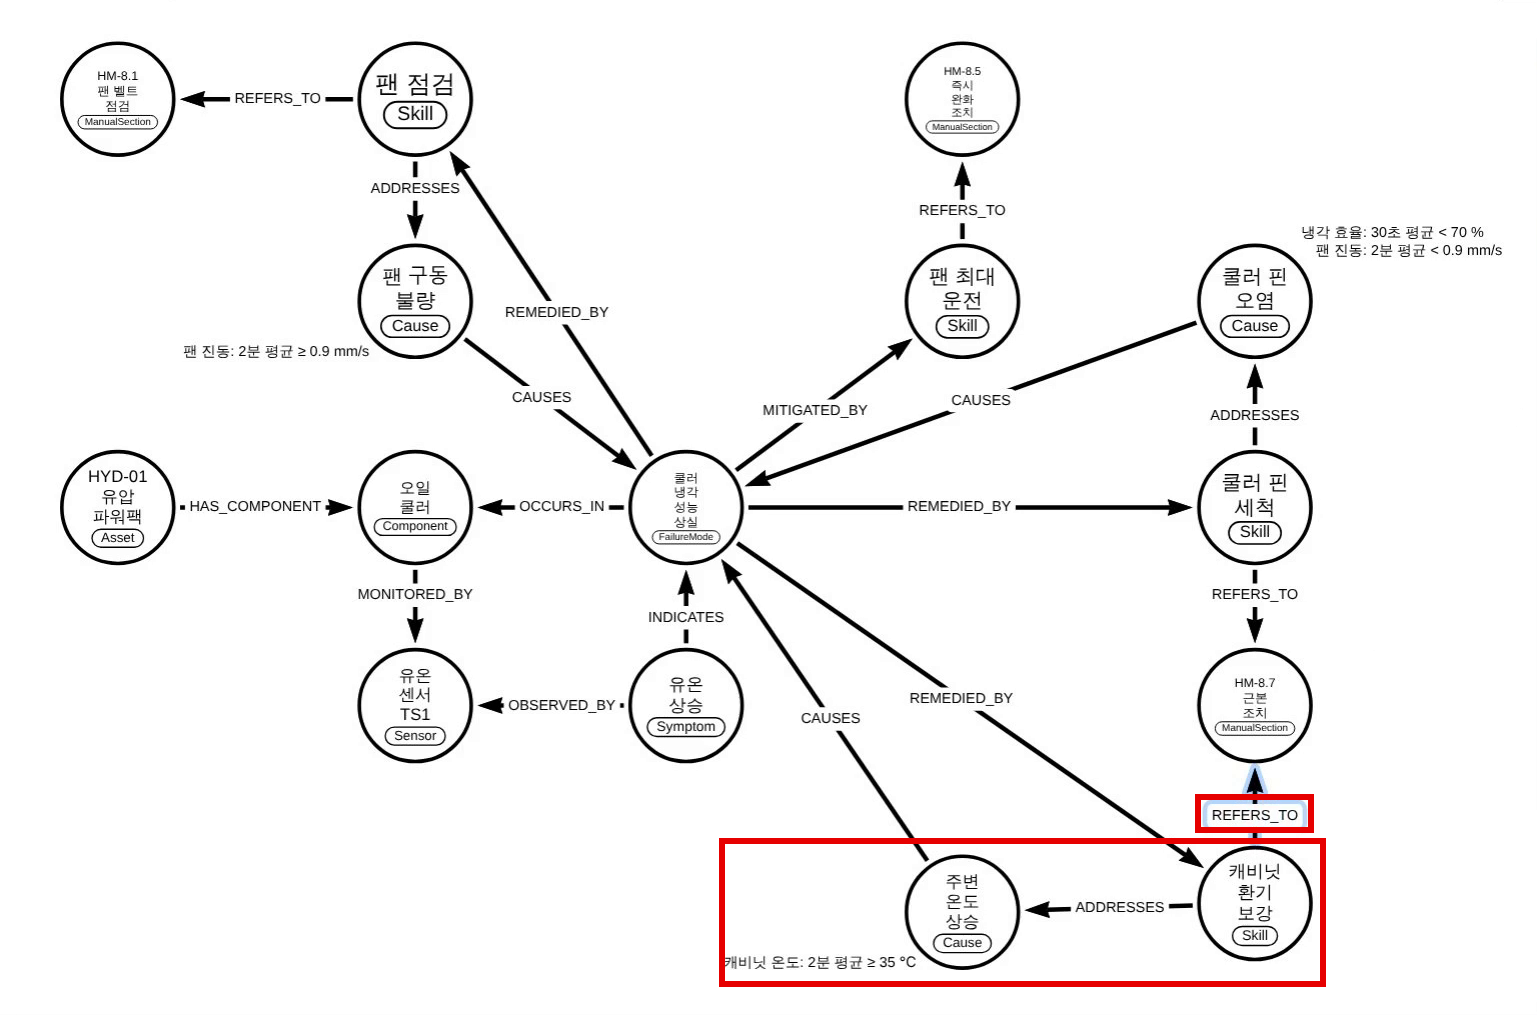 HM-8.1
팬 벨트
점검
ManualSection
REFERS_TO
팬 점검
Skill
HM-8.5
즉시
완화
조치
ManualSection
ADDRESSES
REFERS_TO
냉각 효율: 30초 평균 < 70 %
팬 진동: 2분 평균 < 0.9 mm/s
팬 구동
불량
Cause
팬 진동: 2분 평균 ≥ 0.9 mm/s
REMEDIED_BY
팬 최대
운전
Skill
쿨러 핀
오염
Cause
CAUSES
MITIGATED_BY
CAUSES
ADDRESSES
HYD-01
유압
파워팩
Asset
HAS_COMPONENT
오일
쿨러
Component
OCCURS_IN
쿨러
냉각
성능
상실
FailureMode
REMEDIED_BY
쿨러 핀
세척
Skill
MONITORED_BY
INDICATES
REFERS_TO
유온
센서
TS1
Sensor
OBSERVED_BY
유온
상승
Symptom
CAUSES
REMEDIED_BY
HM-8.7
근본
조치
ManualSection
REFERS_TO
주변
온도
상승
Cause
ADDRESSES
캐비닛
환기
보강
Skill
캐비닛 온도: 2분 평균 ≥ 35 °C